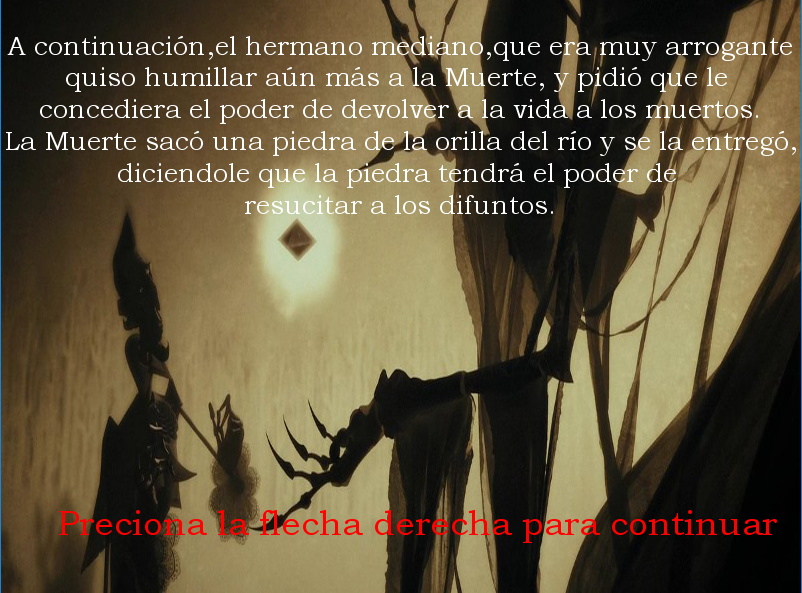 A continuación,el hermano mediano,que era muy arrogante
quiso humillar aún más a la Muerte, y pidió que le
concediera el poder de devolver a la vida a los muertos.
La Muerte sacó una piedra de la orilla del río y se la entregó,
diciendole que la piedra tendrá el poder de
resucitar a los difuntos.
Preciona la flecha derecha para continuar